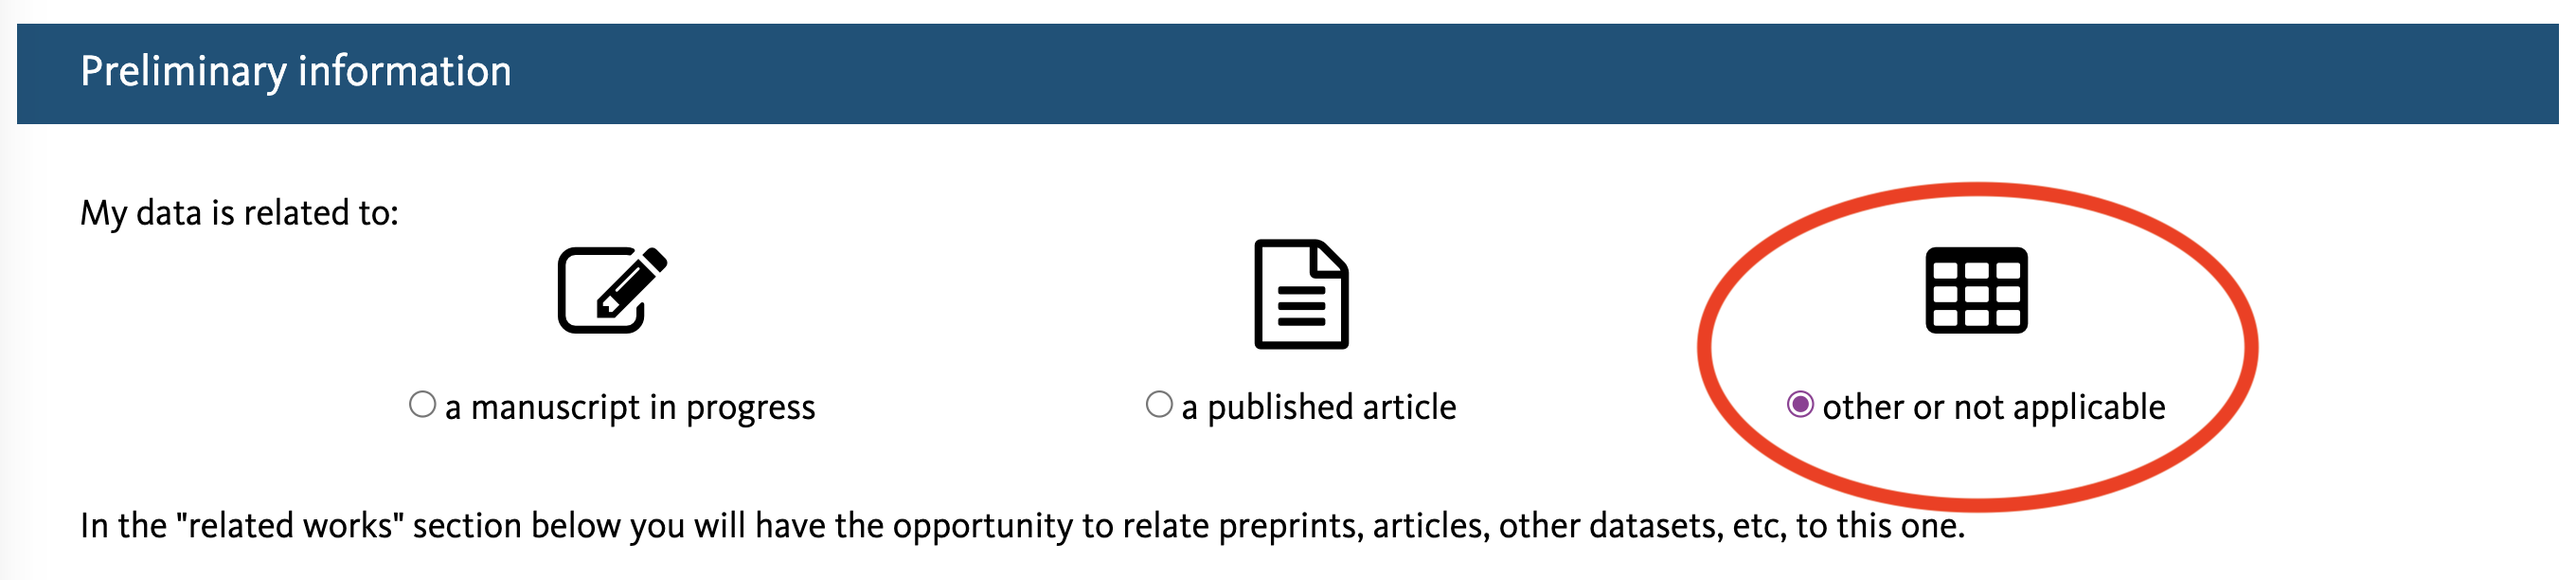 Preliminary information
My data is related to:
a manuscript in progress
a published article
other or not applicable
In the "related works" section below you will have the opportunity to relate preprints, articles, other datasets, etc, to this one.